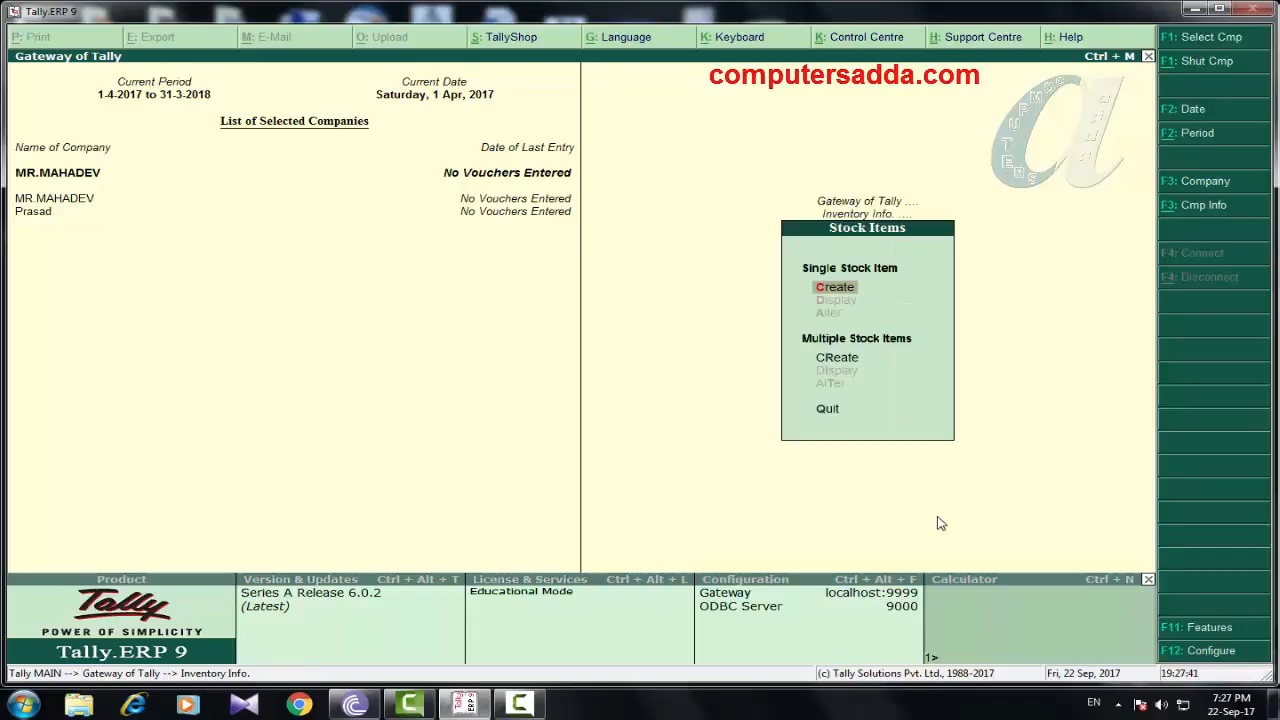 Tally.ERP 9
P: Print
E: Export
M: E-Mail
O: Upload
S: TallyShop
G: Language
K: Keyboard
K: Control Centre
H: Support Centre
H: Help
F1: Select Cmp
F1: Shut Cmp
F2: Date
F2: Period
F3: Company
F3: Cmp Info
F4: Connect
F4: Disconnect
F11: Features
F12: Configure
Gateway of Tally
Ctrl + M
Current Period
1-4-2017 to 31-3-2018
Current Date
Saturday, 1 Apr, 2017
List of Selected Companies
Name of Company
Date of Last Entry
MR.MAHADEV
No Vouchers Entered
MR.MAHADEV
No Vouchers Entered
Prasad
No Vouchers Entered
computersadda.com
a
COMPUTERS
adda
Gateway of Tally ....
Inventory Info. ....
Stock Items
Single Stock Item
Create
Display
Alter
Multiple Stock Items
CReate
DIsplay
AlTer
Quit
Product
Tally
POWER OF SIMPLICITY
Tally.ERP 9
Version & Updates Ctrl + Alt + T
Series A Release 6.0.2
(Latest)
License & Services Ctrl + Alt + L
Educational Mode
Configuration Ctrl + Alt + F
Gateway localhost:9999
ODBC Server 9000
Calculator Ctrl + N
1>
Tally MAIN --> Gateway of Tally --> Inventory Info.
(c) Tally Solutions Pvt. Ltd., 1988-2017
Fri, 22 Sep, 2017
19:27:41
EN
7:27 PM
22-Sep-17